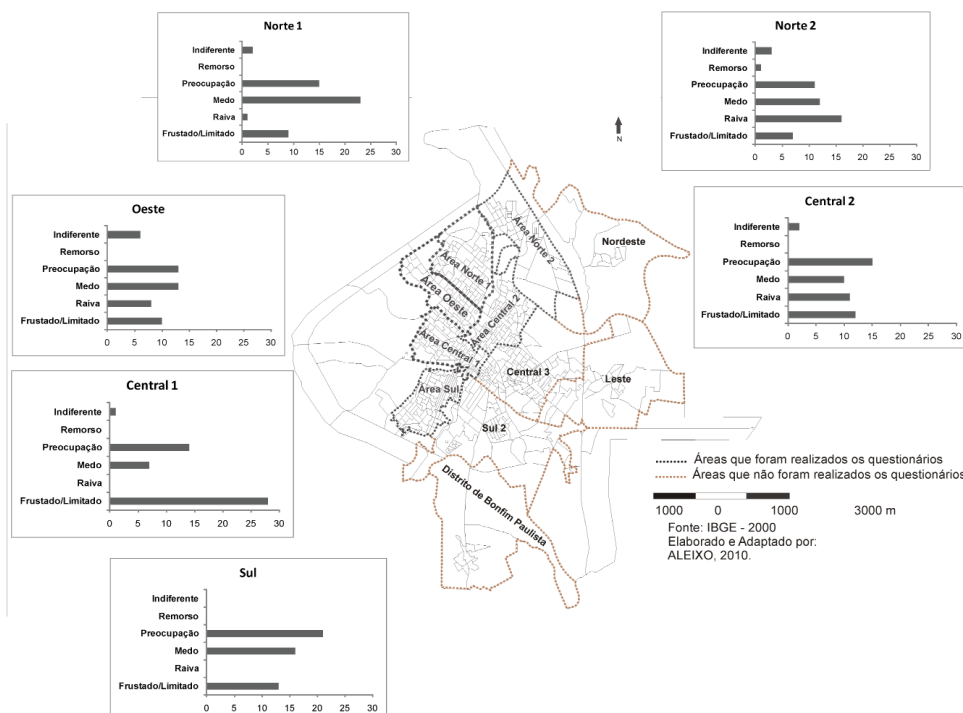 Norte 1
Indiferente
Remorso
Preocupação
Medo
Raiva
Frustado/Limitado
0 5 10 15 20 25 30
Norte 2
Indiferente
Remorso
Preocupação
Medo
Raiva
Frustado/Limitado
0 5 10 15 20 25 30
N
Oeste
Indiferente
Remorso
Preocupação
Medo
Raiva
Frustado/Limitado
0 5 10 15 20 25 30
Central 2
Indiferente
Remorso
Preocupação
Medo
Raiva
Frustado/Limitado
0 5 10 15 20 25 30
Área Norte 2
Nordeste
Área Norte 1
Área Oeste
Área Central 2
Área Central 1
Central 3
Leste
Área Sul
Sul 2
Distrito de Bonfim Paulista
Central 1
Indiferente
Remorso
Preocupação
Medo
Raiva
Frustado/Limitado
0 5 10 15 20 25 30
Áreas que foram realizados os questionários
Áreas que não foram realizados os questionários
1000 0 1000 3000 m
Fonte: IBGE - 2000
Elaborado e Adaptado por:
ALEIXO, 2010.
Sul
Indiferente
Remorso
Preocupação
Medo
Raiva
Frustado/Limitado
0 5 10 15 20 25 30